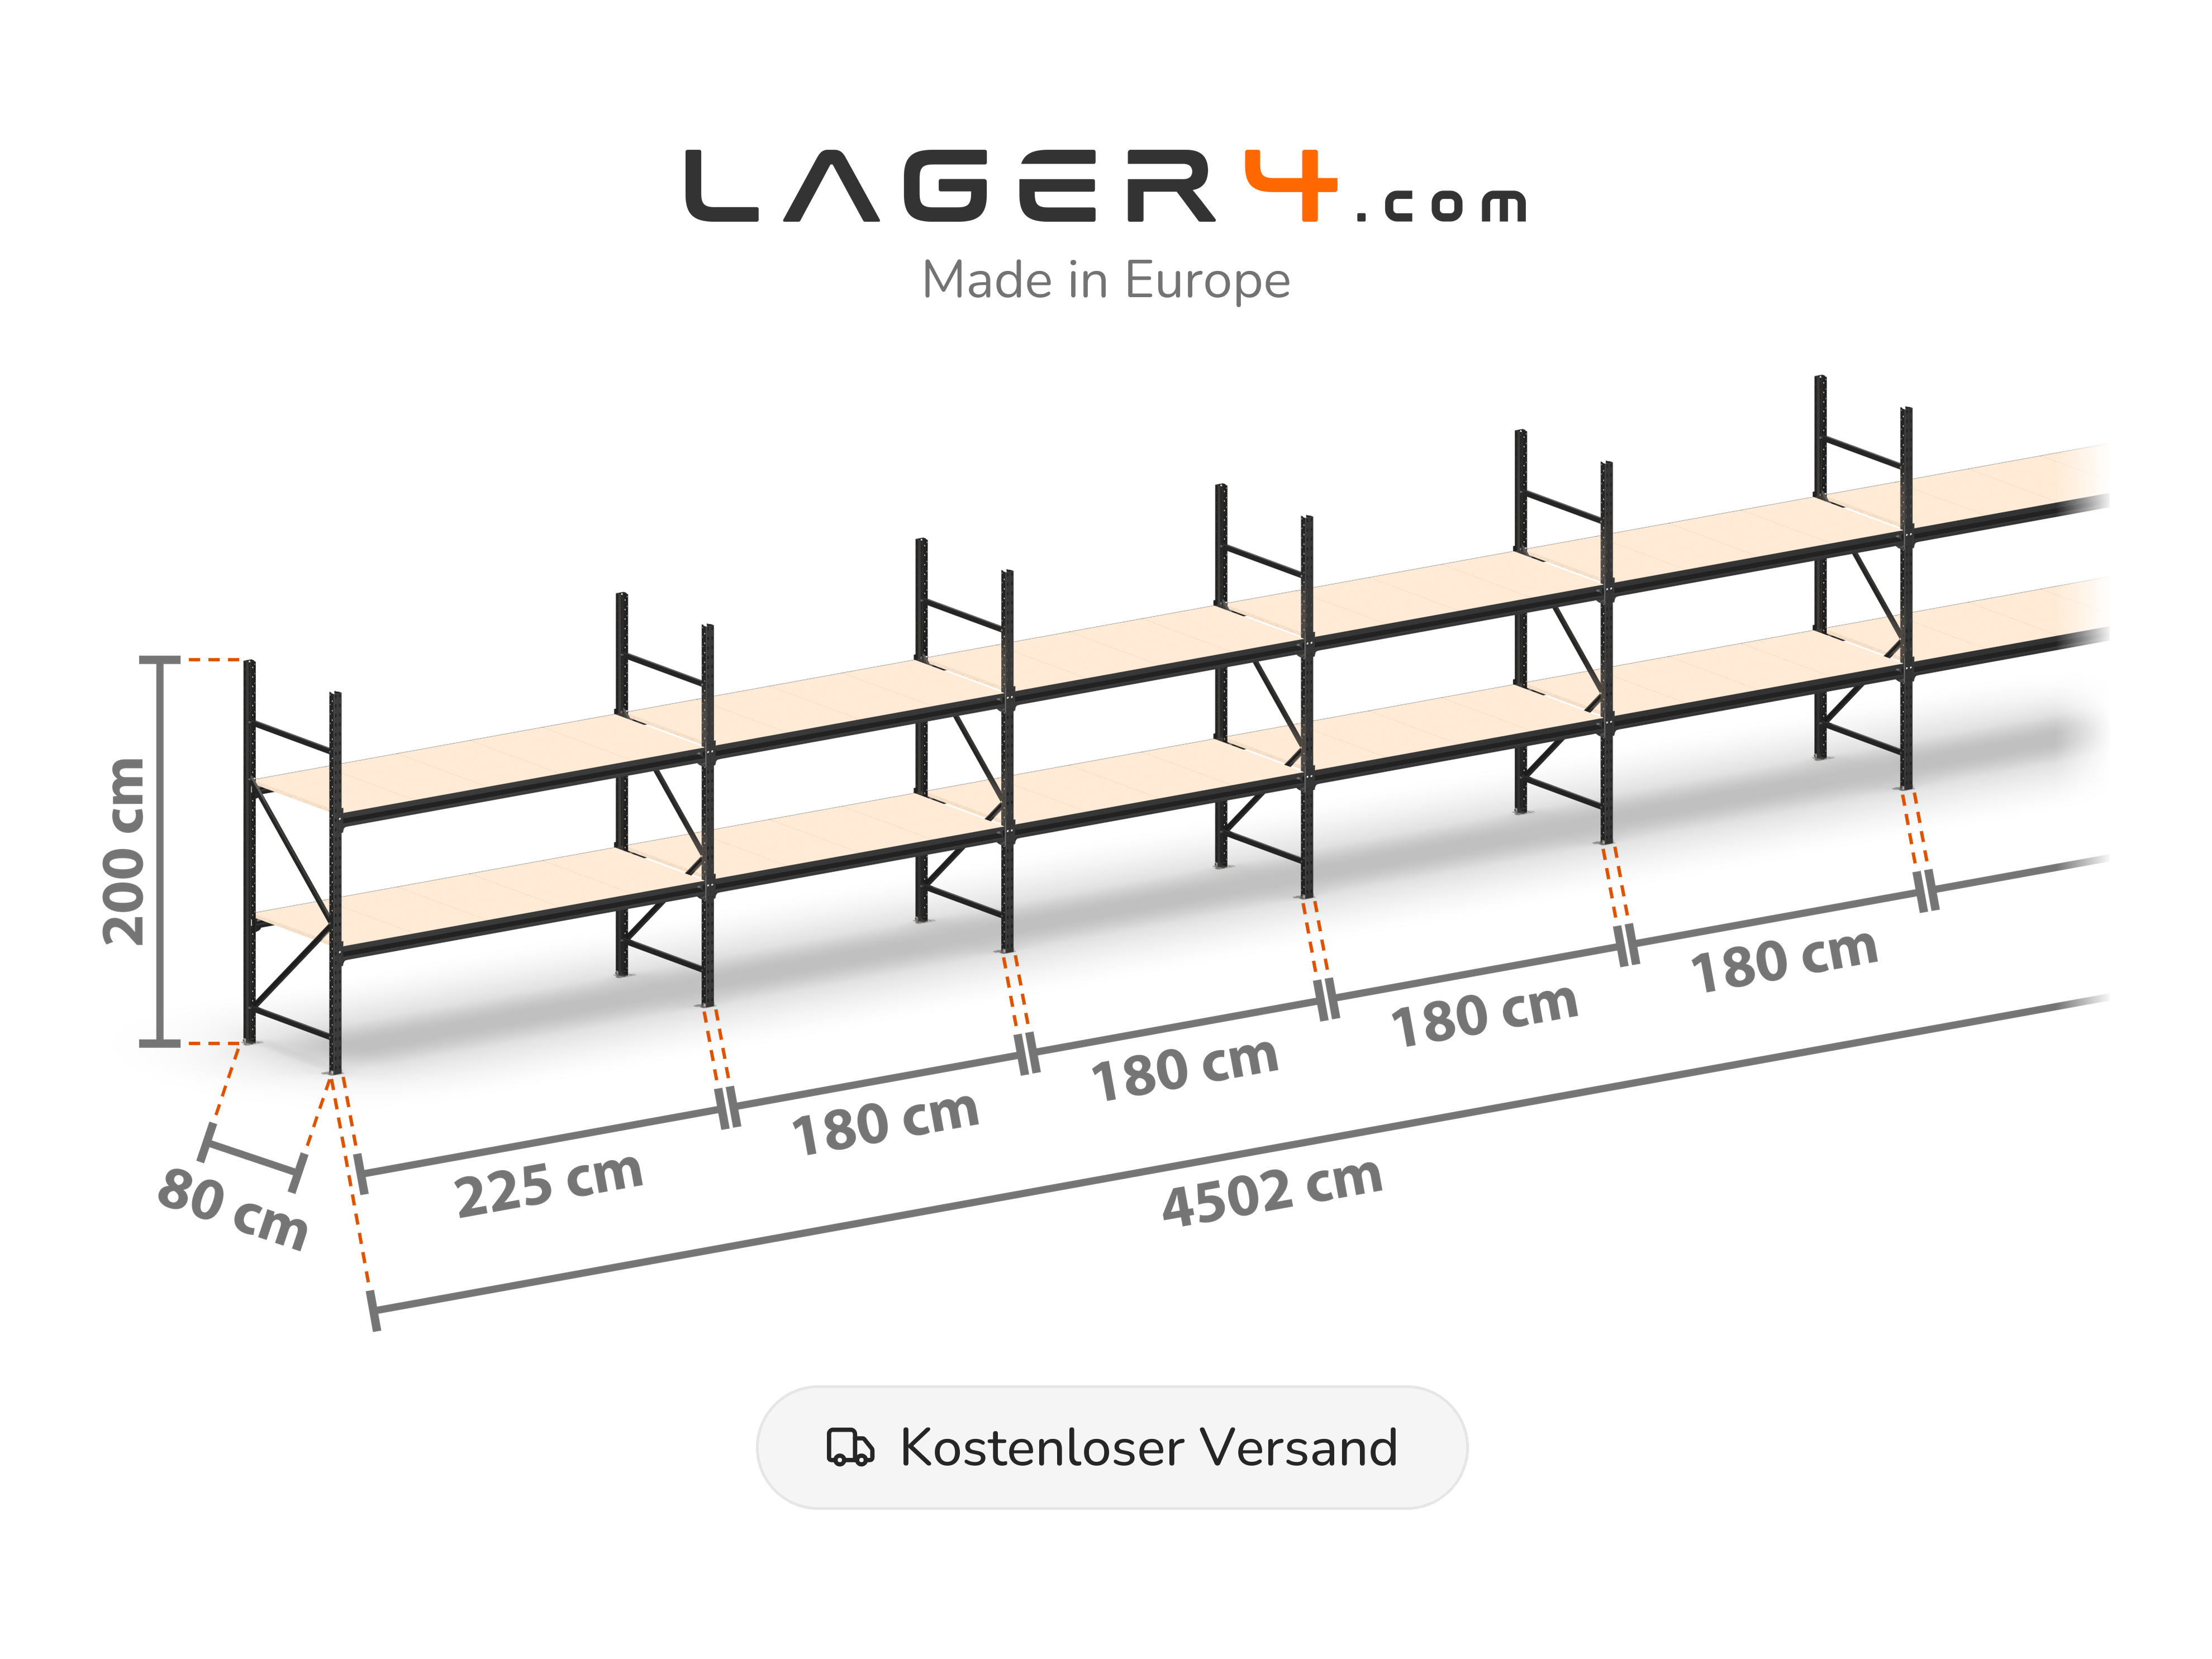 LAGER4.com
Made in Europe
200 cm
80 cm
225 cm
180 cm
180 cm
180 cm
180 cm
4502 cm
Kostenloser Versand